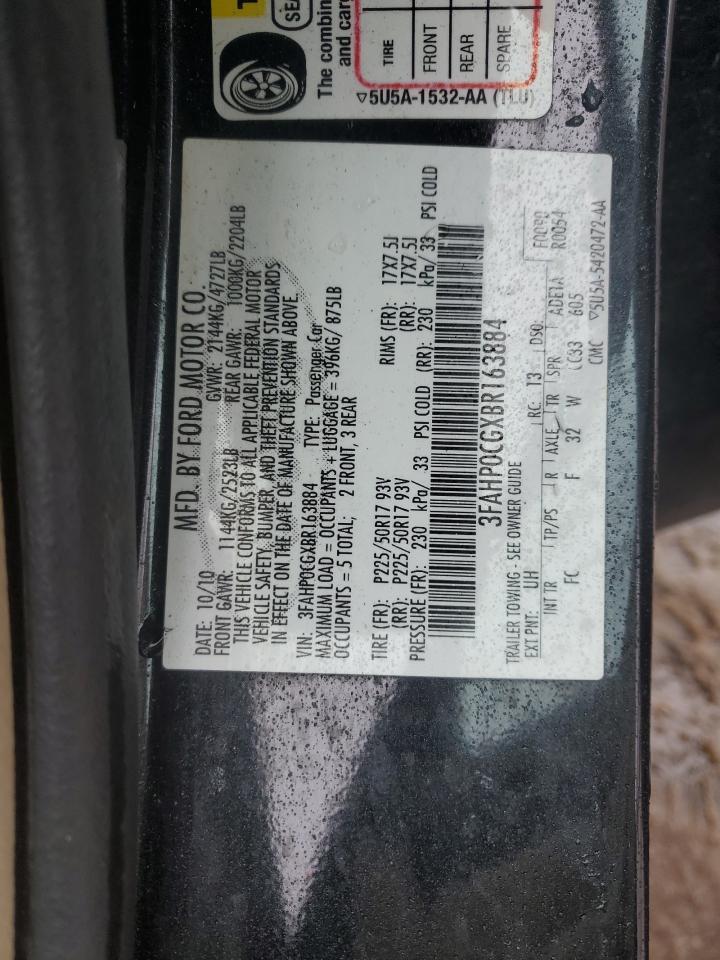 SEA
The combin
and carg
TIRE
FRONT
REAR
SPARE
▽5U5A-1532-AA (TLU)
MFD. BY FORD MOTOR CO.
DATE: 10/10 GVWR: 2144KG/4727LB
FRONT GAWR: 1144KG/2523LB REAR GAWR: 1000KG/2204LB
THIS VEHICLE CONFORMS TO ALL APPLICABLE FEDERAL MOTOR
VEHICLE SAFETY, BUMPER, AND THEFT PREVENTION STANDARDS
IN EFFECT ON THE DATE OF MANUFACTURE SHOWN ABOVE.
VIN: 3FAHP0CGXBR163884 TYPE: Passenger Car
MAXIMUM LOAD = OCCUPANTS + LUGGAGE = 396KG/ 875LB
OCCUPANTS = 5 TOTAL; 2 FRONT, 3 REAR
TIRE (FR): P225/50R17 93V RIMS (FR): 17X7.5J
(RR): P225/50R17 93V (RR): 17X7.5J
PRESSURE (FR): 230 kPa/ 33 PSI COLD (RR): 230 kPa/ 33 PSI COLD
3FAHP0CGXBR163884
TRAILER TOWING - SEE OWNER GUIDE
EXT PNT: UH RC: 13 DSO:
INT TR TP/PS R AXLE TR SPR ADE1A R0054
FC F 32 W CC33 605
CMC ▽5U5A-5420472-AA